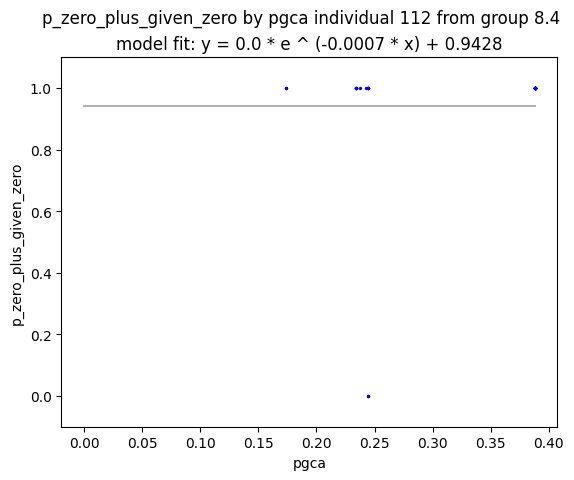 p_zero_plus_given_zero by pgca individual 112 from group 8.4
model fit: y = 0.0 * e ^ (-0.0007 * x) + 0.9428
p_zero_plus_given_zero
1.0
0.8
0.6
0.4
0.2
0.0
0.00 0.05 0.10 0.15 0.20 0.25 0.30 0.35 0.40
pgca